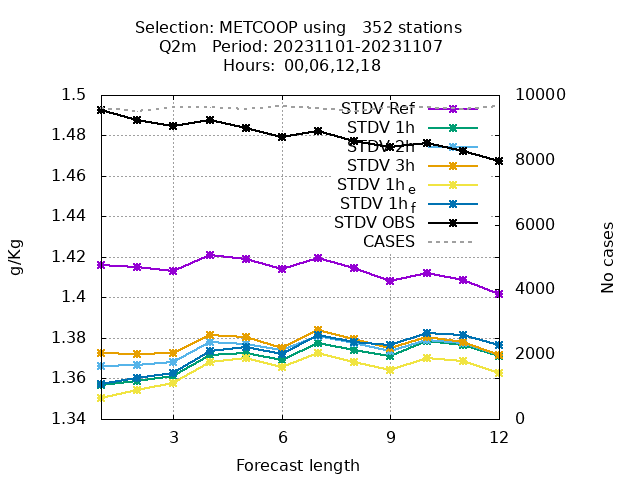 Selection: METCOOP using   352 stations
Q2m   Period: 20231101-20231107
Hours: 00,06,12,18
1.5
1.48
1.46
1.44
1.42
1.4
1.38
1.36
1.34
g/Kg
STDV Ref
STDV 1h
STDV 2h
STDV 3h
STDV 1h e
STDV 1h f
STDV OBS
CASES
10000
8000
6000
4000
2000
0
No cases
3 6 9 12
Forecast length